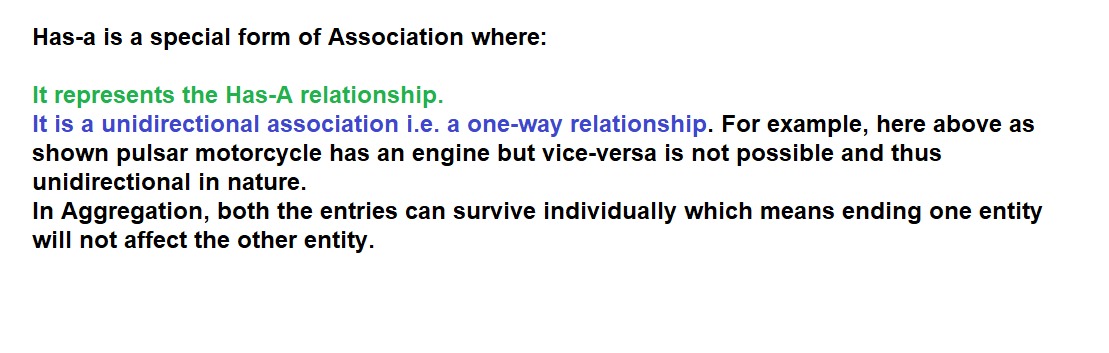 Has-a is a special form of Association where:
It represents the Has-A relationship.
It is a unidirectional association i.e. a one-way relationship. For example, here above as
shown pulsar motorcycle has an engine but vice-versa is not possible and thus
unidirectional in nature.
In Aggregation, both the entries can survive individually which means ending one entity
will not affect the other entity.